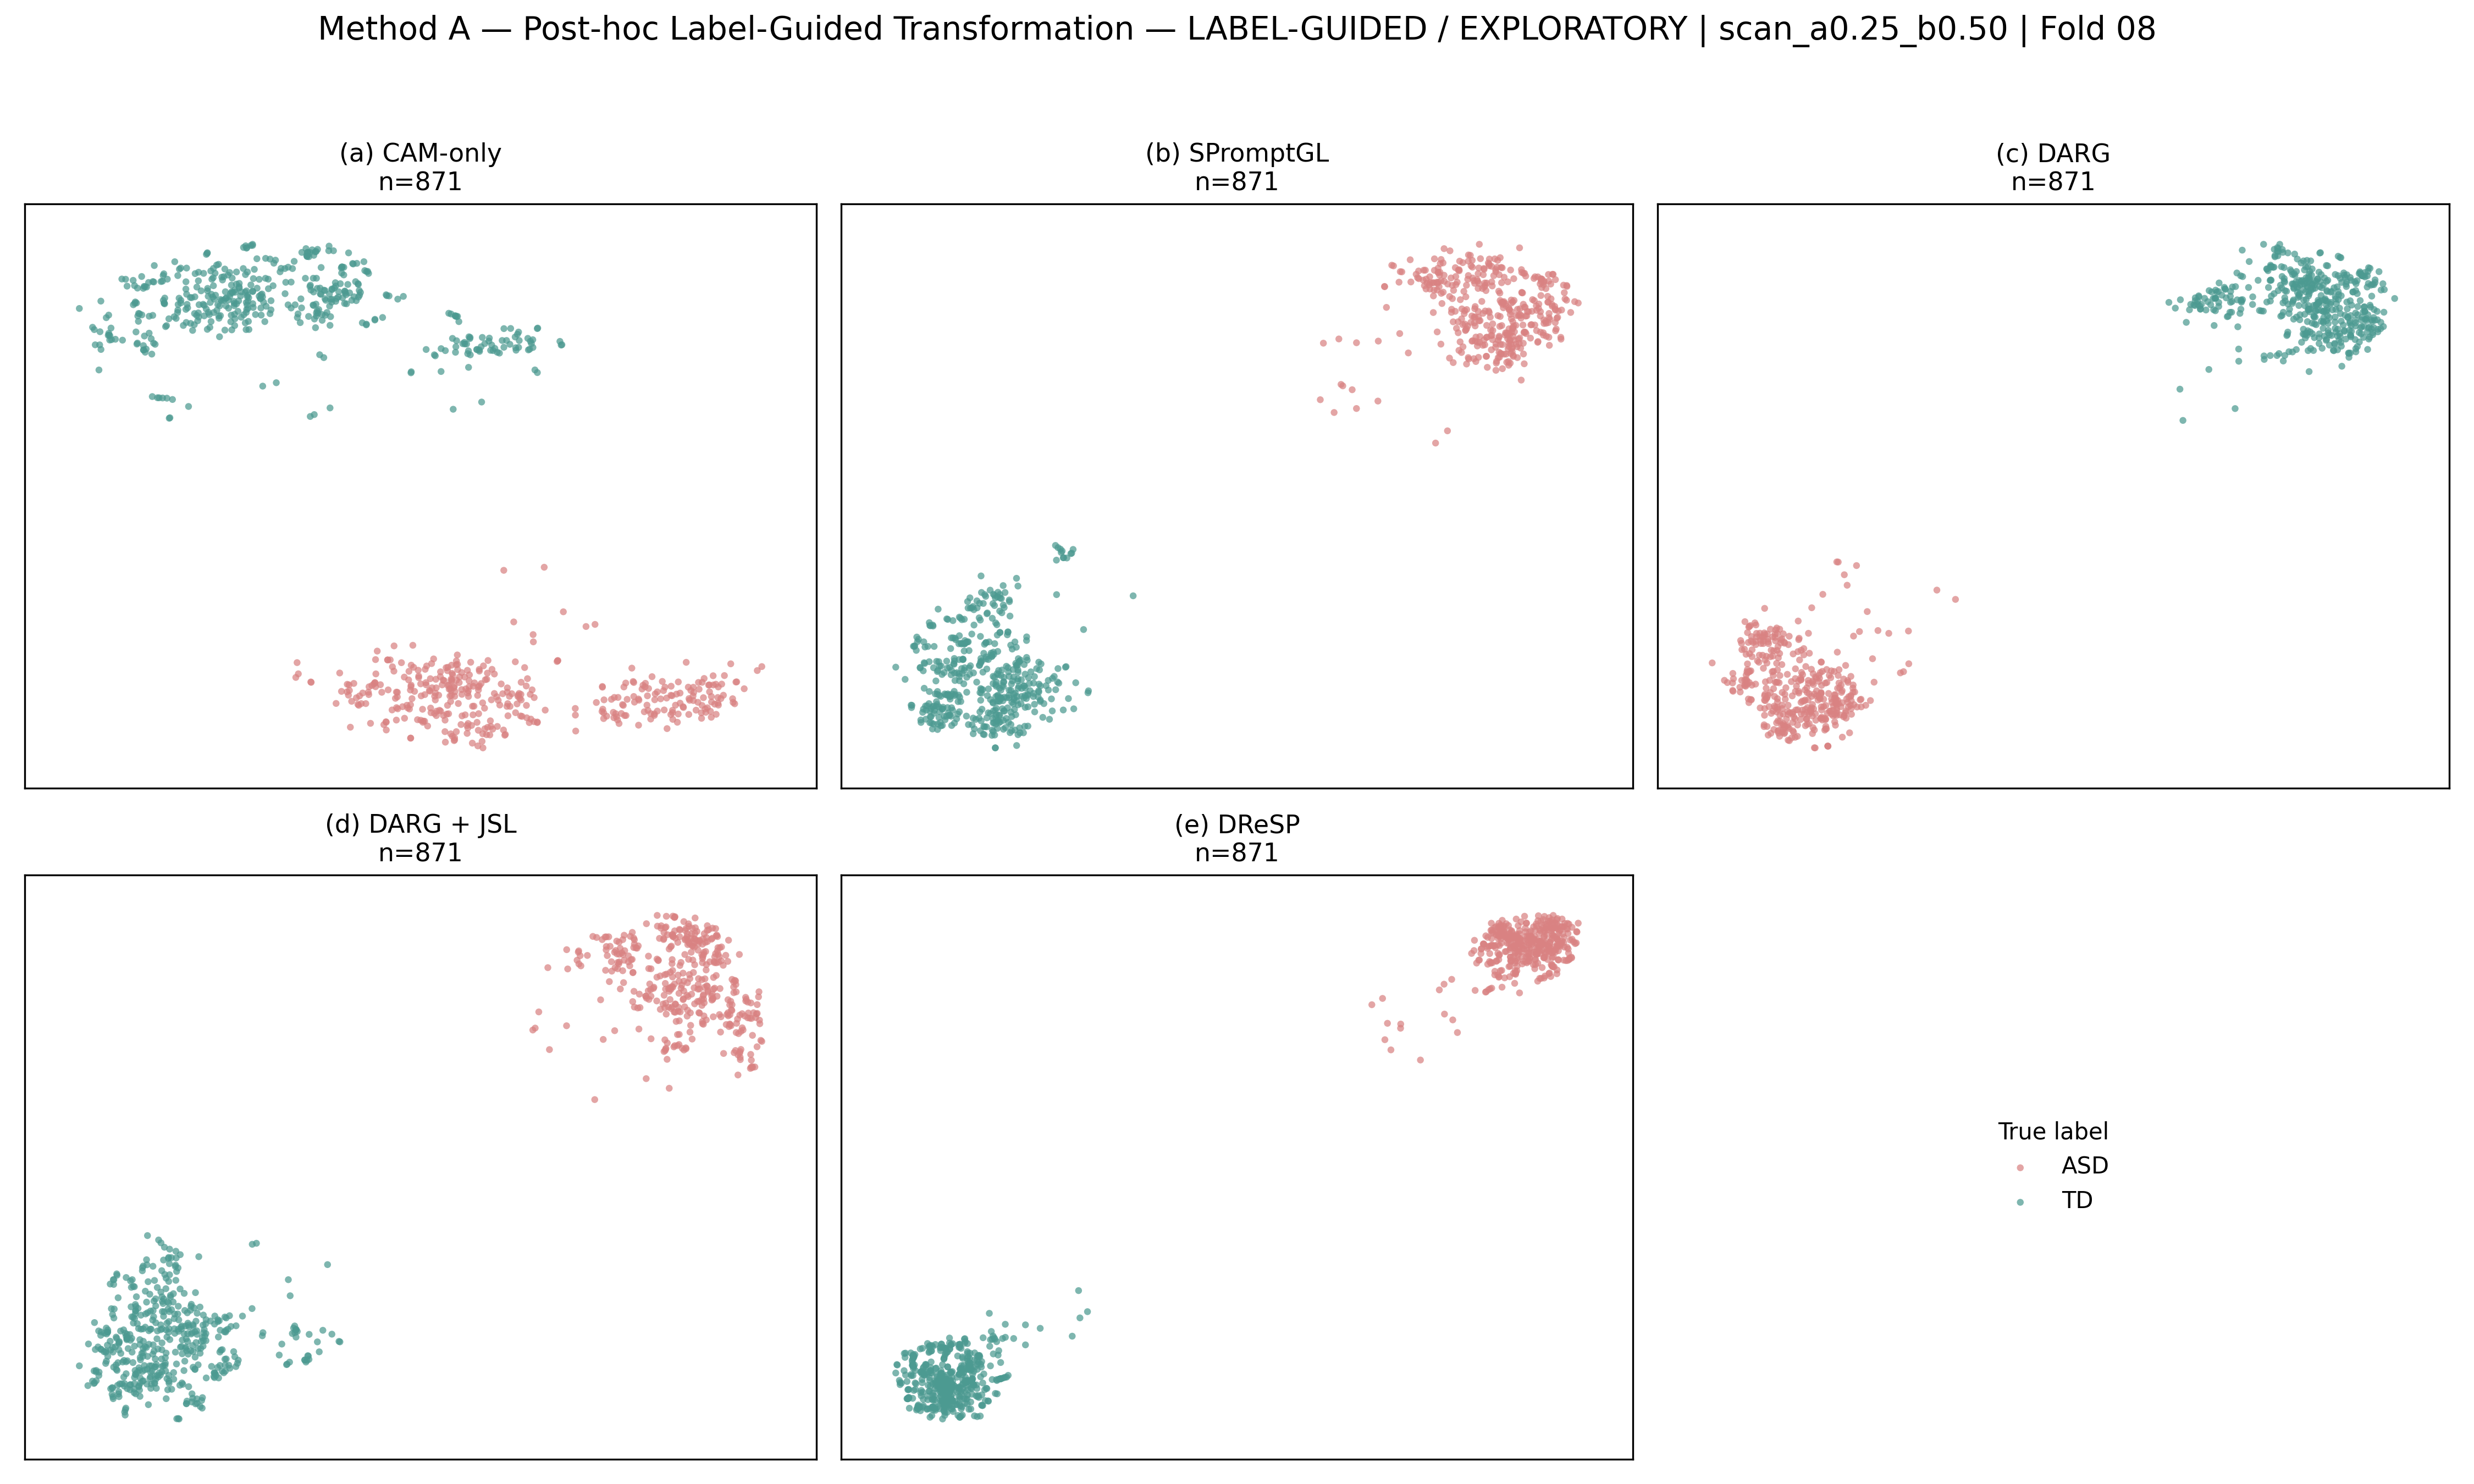 Method A — Post-hoc Label-Guided Transformation — LABEL-GUIDED / EXPLORATORY | scan_a0.25_b0.50 | Fold 08
(a) CAM-only
n=871
(b) SPromptGL
n=871
(c) DARG
n=871
(d) DARG + JSL
n=871
(e) DReSP
n=871
True label
ASD
TD